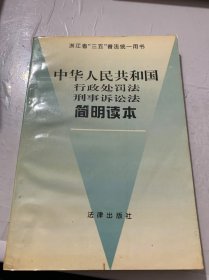 浙江省“三五”普法统一用书
中华人民共和国
行政处罚法
刑事诉讼法
简明读本
法律出版社